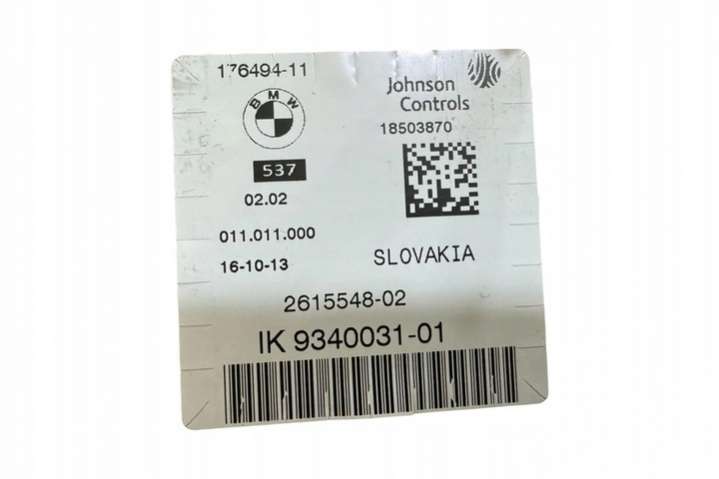 176494-11
BMW
537
02.02
011.011.000
16-10-13
Johnson
Controls
18503870
SLOVAKIA
2615548-02
IK 9340031-01